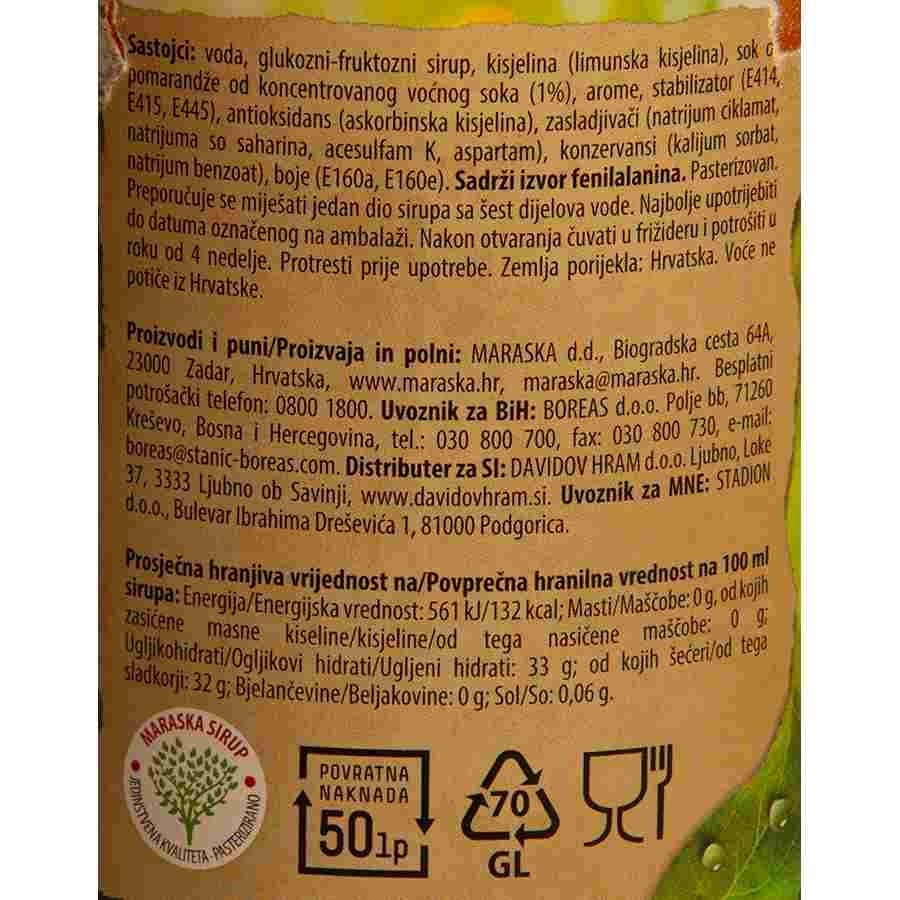 Sastojci: voda, glukozni-fruktozni sirup, kisjelina (limunska kisjelina), sok o
pomarandže od koncentrovanog voćnog soka (1%), arome, stabilizator (E414,
E415, E445), antioksidans (askorbinska kisjelina), zasladjivači (natrijum ciklamat,
natrijuma so saharina, acesulfam K, aspartam), konzervansi (kalijum sorbat,
natrijum benzoat), boje (E160a, E160e). Sadrži izvor fenilalanina. Pasterizovan.
Preporučuje se miješati jedan dio sirupa sa šest dijelova vode. Najbolje upotrijebiti
do datuma označenog na ambalaži. Nakon otvaranja čuvati u frižideru i potrošiti u
roku od 4 nedelje. Protresti prije upotrebe. Zemlja porijekla: Hrvatska. Voće ne
potiče iz Hrvatske.
Proizvodi i puni/Proizvaja in polni: MARASKA d.d., Biogradska cesta 64A,
23000 Zadar, Hrvatska, www.maraska.hr, maraska@maraska.hr. Besplatni
potrošački telefon: 0800 1800. Uvoznik za BiH: BOREAS d.o.o. Polje bb, 71260
Kreševo, Bosna i Hercegovina, tel.: 030 800 700, fax: 030 800 730, e-mail:
boreas@stanic-boreas.com. Distributer za SI: DAVIDOV HRAM d.o.o. Ljubno, Loke
37, 3333 Ljubno ob Savinji, www.davidovhram.si. Uvoznik za MNE: STADION
d.o.o., Bulevar Ibrahima Dreševića 1, 81000 Podgorica.
Prosječna hranjiva vrijednost na/Povprečna hranilna vrednost na 100 ml
sirupa: Energija/Energijska vrednost: 561 kJ/132 kcal; Masti/Maščobe: 0 g, od kojih
zasićene masne kiseline/kisjeline/od tega nasičene maščobe: 0 g;
Ugljikohidrati/Ogljikovi hidrati/Ugljeni hidrati: 33 g; od kojih šećeri/od tega
sladkorji: 32 g; Bjelančevine/Beljakovine: 0 g; Sol/So: 0,06 g.
MARASKA SIRUP
JEDINSTVENA KVALITETA - PASTERIZIRANO
POVRATNA
NAKNADA
50lp
70
GL